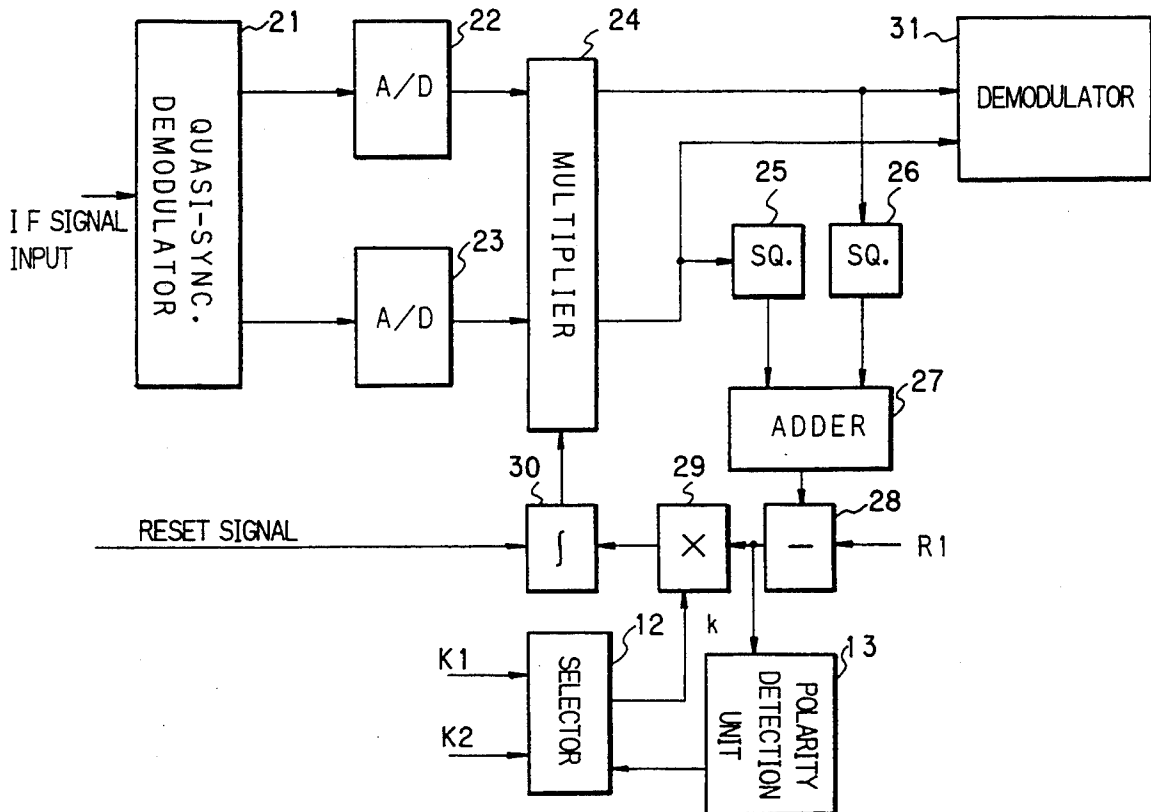 21
22
24
31
A/D
DEMODULATOR
QUASI-SYNC.
DEMODULATOR
MULTIPLIER
25
26
IF SIGNAL
INPUT
SQ.
SQ.
23
A/D
27
ADDER
30
29
28
RESET SIGNAL
∫
×
−
R1
12
k
13
K1
K2
SELECTOR
POLARITY
DETECTION
UNIT